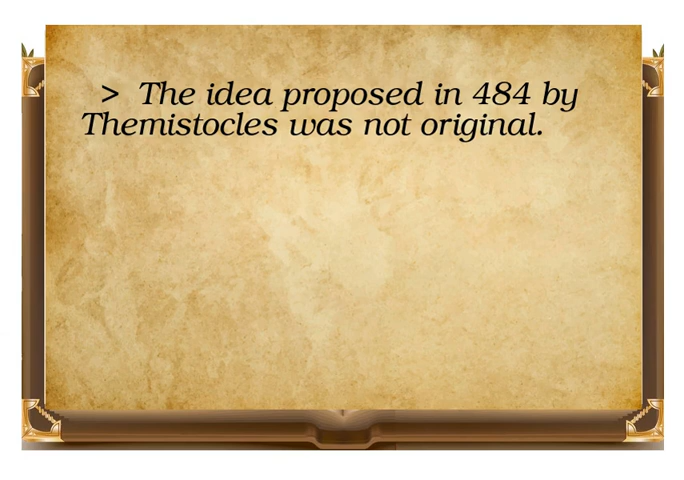 > The idea proposed in 484 by
Themistocles was not original.